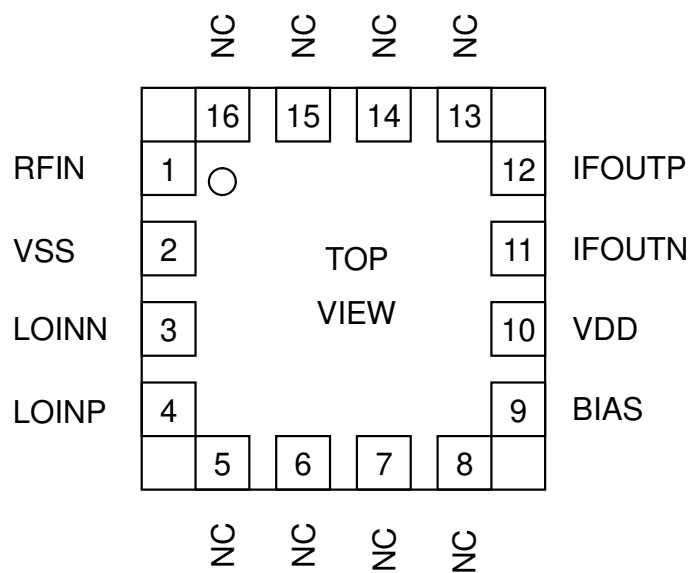 NC NC NC NC
16 15 14 13
RFIN 1 12 IFOUTP
VSS 2 11 IFOUTN
TOP
VIEW
LOINN 3 10 VDD
LOINP 4 9 BIAS
5 6 7 8
NC NC NC NC